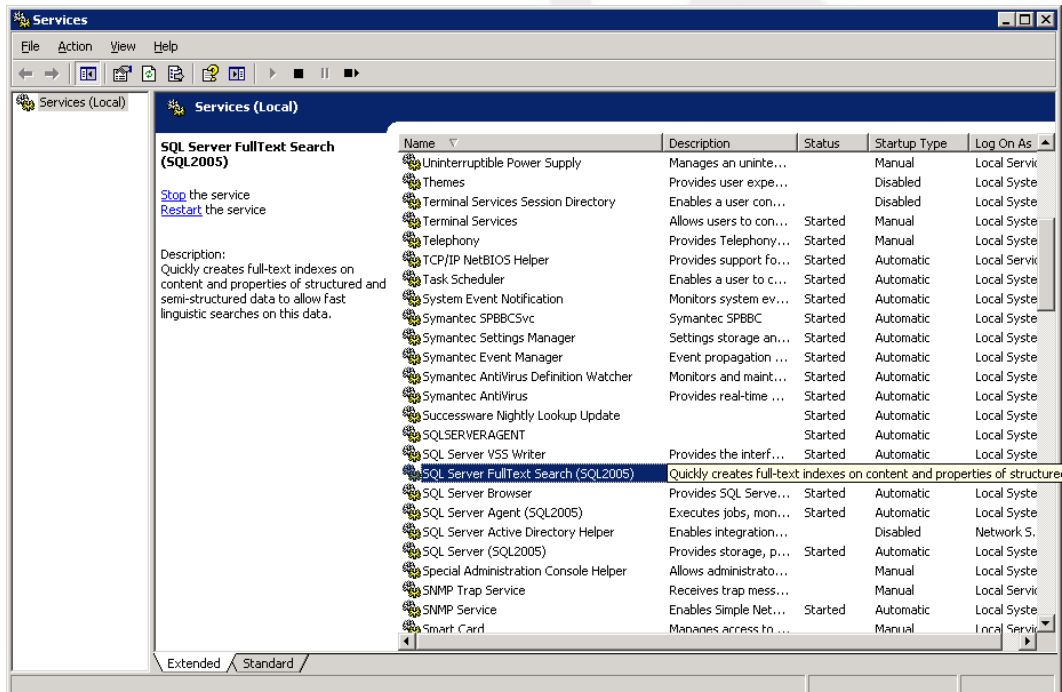 Services
File Action View Help
Services (Local)
Services (Local)
SQL Server FullText Search
(SQL2005)
Stop the service
Restart the service
Description:
Quickly creates full-text indexes on
content and properties of structured and
semi-structured data to allow fast
linguistic searches on this data.
Name Description Status Startup Type Log On As
Uninterruptible Power Supply Manages an uninte... Manual Local Servic
Themes Provides user expe... Disabled Local Syste
Terminal Services Session Directory Enables a user con... Disabled Local Syste
Terminal Services Allows users to con... Started Manual Local Syste
Telephony Provides Telephony... Started Manual Local Syste
TCP/IP NetBIOS Helper Provides support fo... Started Automatic Local Servic
Task Scheduler Enables a user to c... Started Automatic Local Syste
System Event Notification Monitors system ev... Started Automatic Local Syste
Symantec SPBBCSvc Symantec SPBBC Started Automatic Local Syste
Symantec Settings Manager Settings storage an... Started Automatic Local Syste
Symantec Event Manager Event propagation ... Started Automatic Local Syste
Symantec AntiVirus Definition Watcher Monitors and maint... Started Automatic Local Syste
Symantec AntiVirus Provides real-time ... Started Automatic Local Syste
Successware Nightly Lookup Update Started Automatic Local Syste
SQLSERVERAGENT Started Automatic Local Syste
SQL Server VSS Writer Provides the interf... Started Automatic Local Syste
SQL Server FullText Search (SQL2005) Quickly creates full-text indexes on content and properties of structured
SQL Server Browser Provides SQL Serve... Started Automatic Local Syste
SQL Server Agent (SQL2005) Executes jobs, mon... Started Automatic Local Syste
SQL Server Active Directory Helper Enables integration... Disabled Network S.
SQL Server (SQL2005) Provides storage, p... Started Automatic Local Syste
Special Administration Console Helper Allows administrato... Manual Local Syste
SNMP Trap Service Receives trap mess... Manual Local Servic
SNMP Service Enables Simple Net... Started Automatic Local Syste
Smart Card Manages access to ... Manual Local Servic
Extended Standard